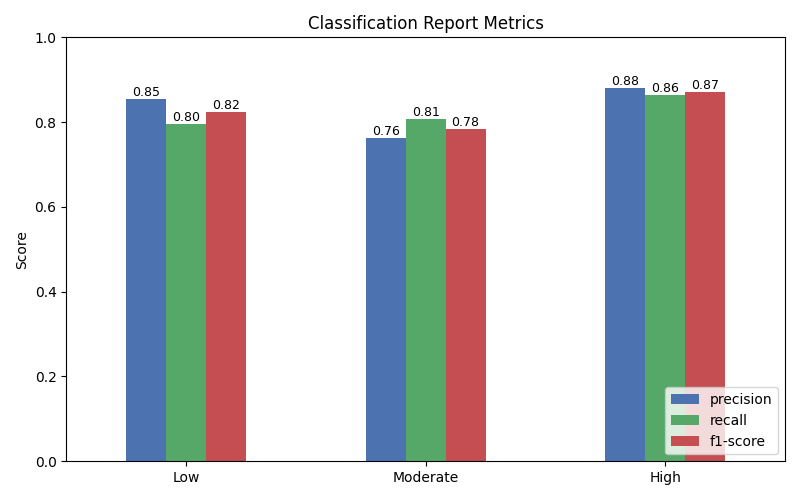 Classification Report Metrics
1.0
0.8
0.6
0.4
0.2
0.0
Score
0.85
0.80
0.82
0.76
0.81
0.78
0.88
0.86
0.87
Low
Moderate
High
precision
recall
f1-score